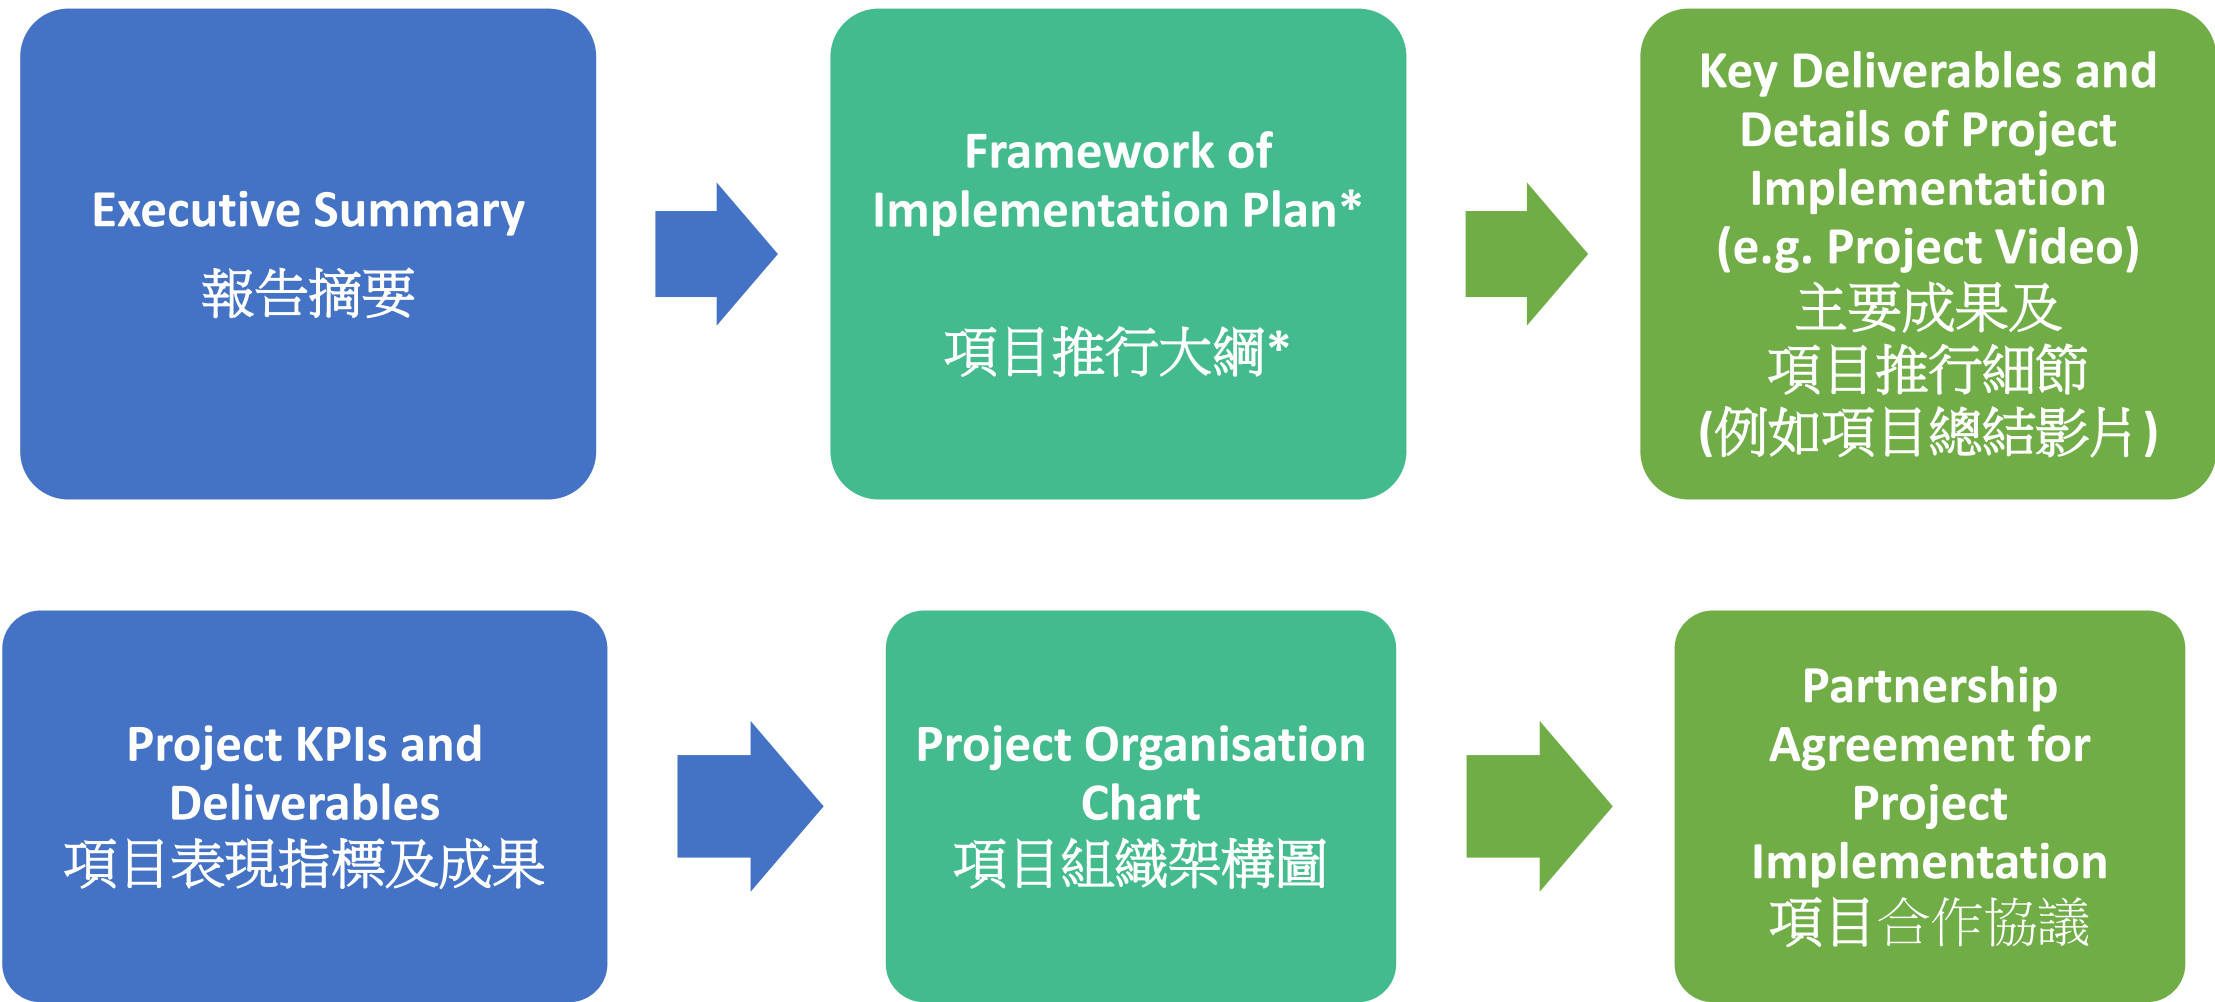 Executive Summary
報告摘要
Framework of
Implementation Plan*
項目推行大綱*
Key Deliverables and
Details of Project
Implementation
(e.g. Project Video)
主要成果及
項目推行細節
(例如項目總結影片)
Project KPIs and
Deliverables
項目表現指標及成果
Project Organisation
Chart
項目組織架構圖
Partnership
Agreement for
Project
Implementation
項目合作協議